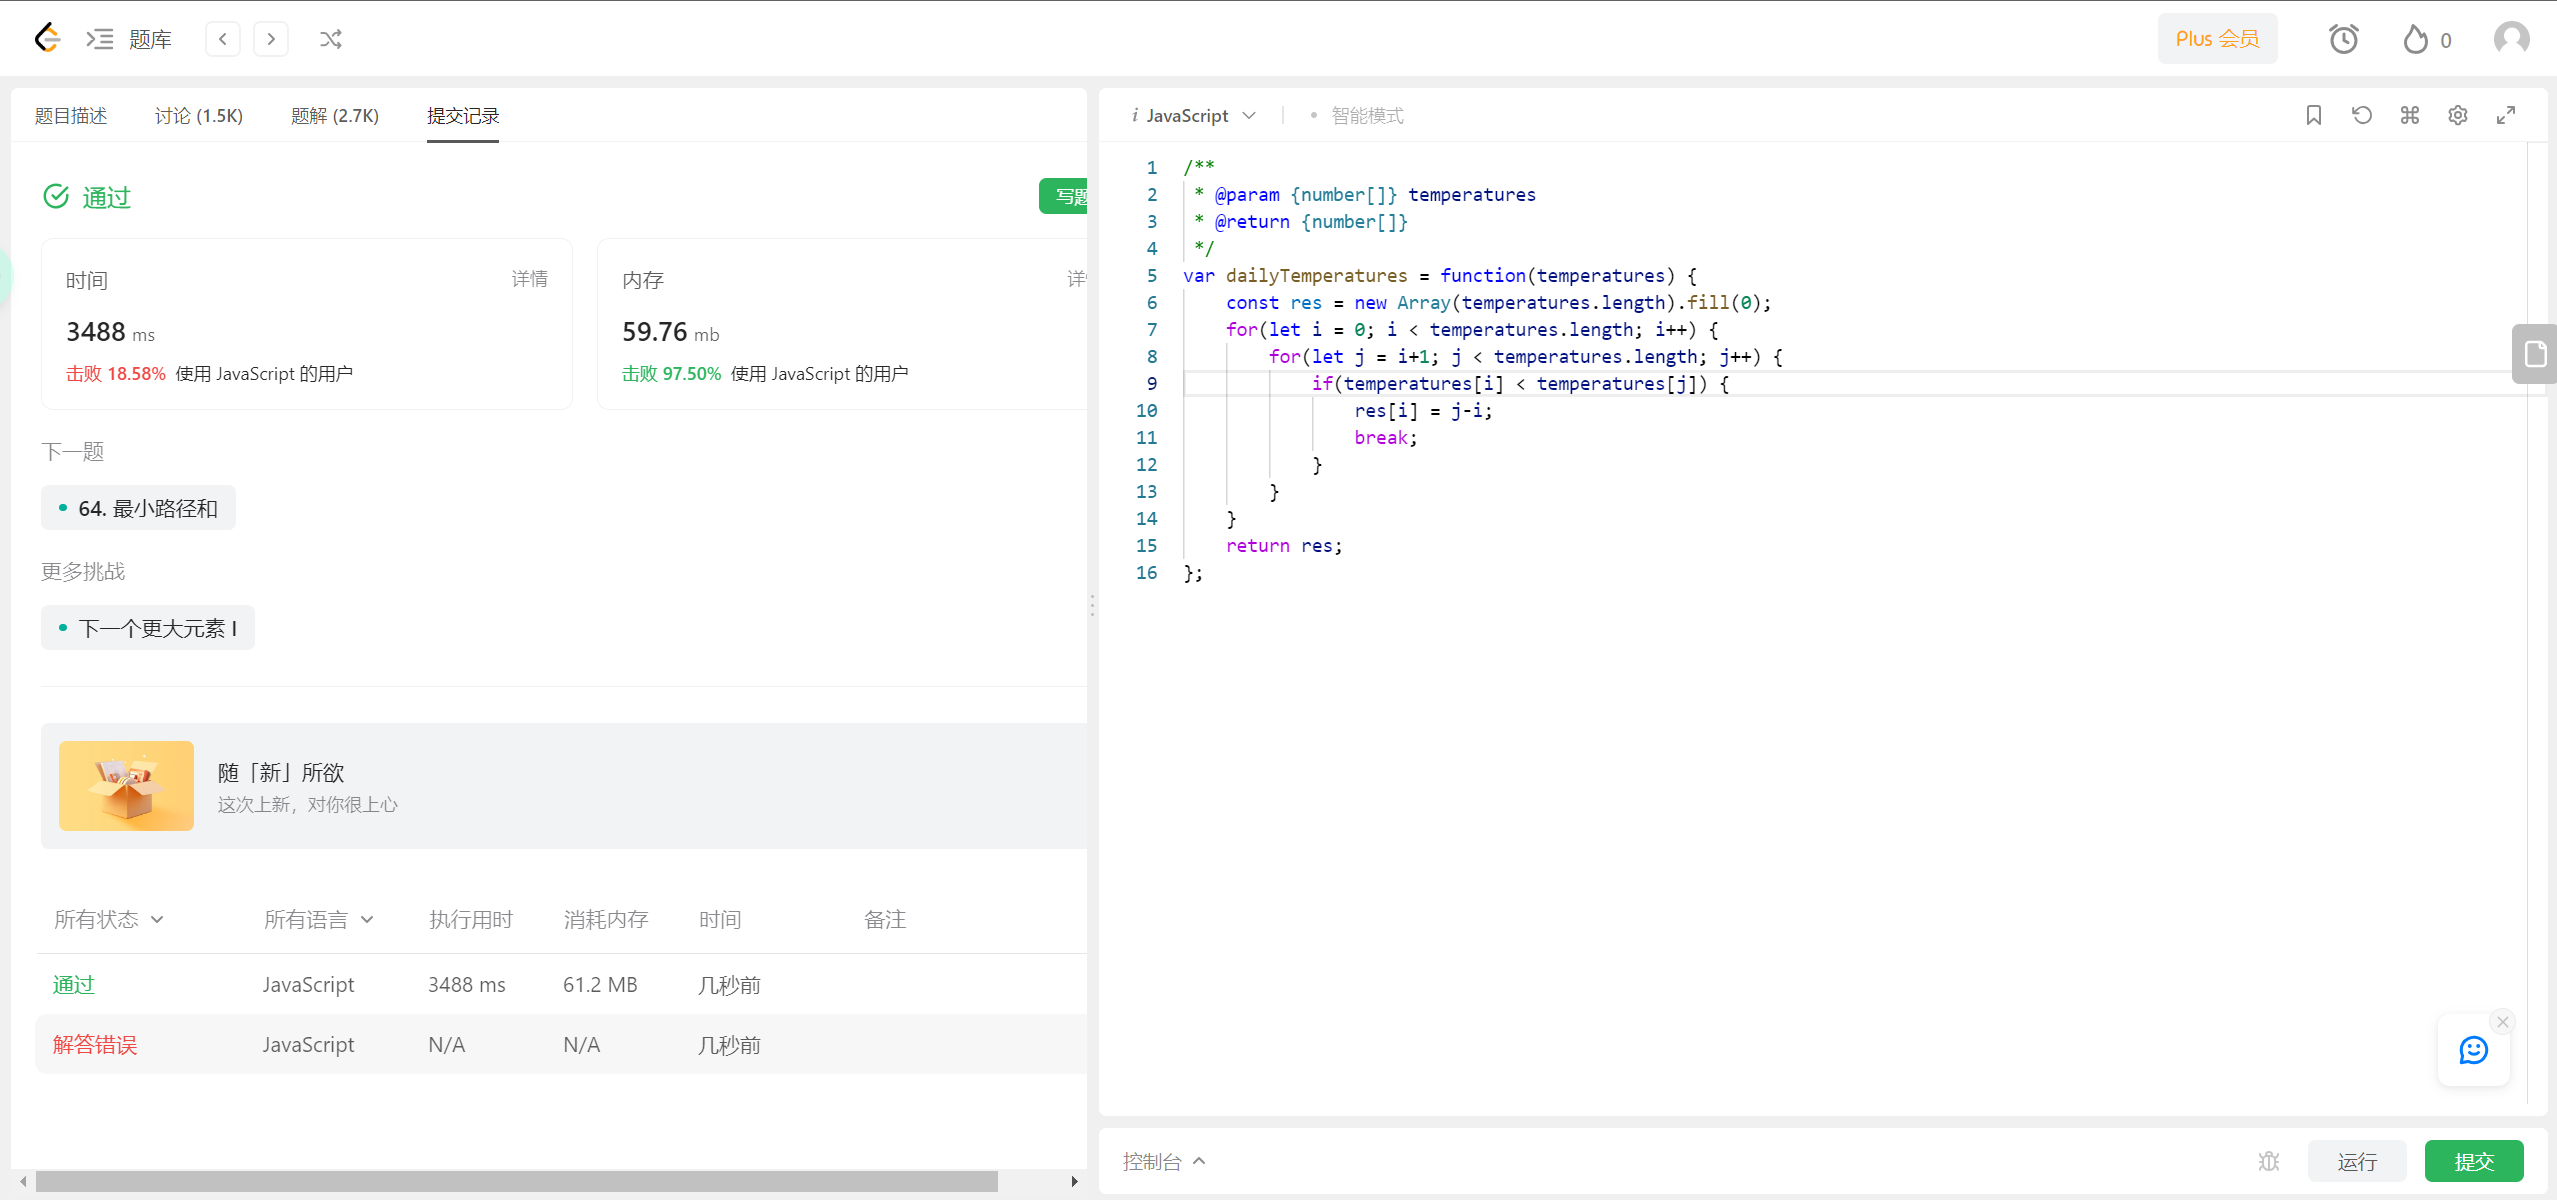 题库
Plus 会员
0
题目描述
讨论 (1.5K)
题解 (2.7K)
提交记录
通过
写题
时间
详情
3488 ms
击败 18.58% 使用 JavaScript 的用户
内存
59.76 mb
击败 97.50% 使用 JavaScript 的用户
下一题
64. 最小路径和
更多挑战
下一个更大元素 I
随「新」所欲
这次上新，对你很上心
所有状态
所有语言
执行用时
消耗内存
时间
备注
通过 JavaScript 3488 ms 61.2 MB 几秒前
解答错误 JavaScript N/A N/A 几秒前
i JavaScript
智能模式
1 /**
2  * @param {number[]} temperatures
3  * @return {number[]}
4  */
5 var dailyTemperatures = function(temperatures) {
6     const res = new Array(temperatures.length).fill(0);
7     for(let i = 0; i < temperatures.length; i++) {
8         for(let j = i+1; j < temperatures.length; j++) {
9             if(temperatures[i] < temperatures[j]) {
10                 res[i] = j-i;
11                 break;
12             }
13         }
14     }
15     return res;
16 };
控制台
运行
提交